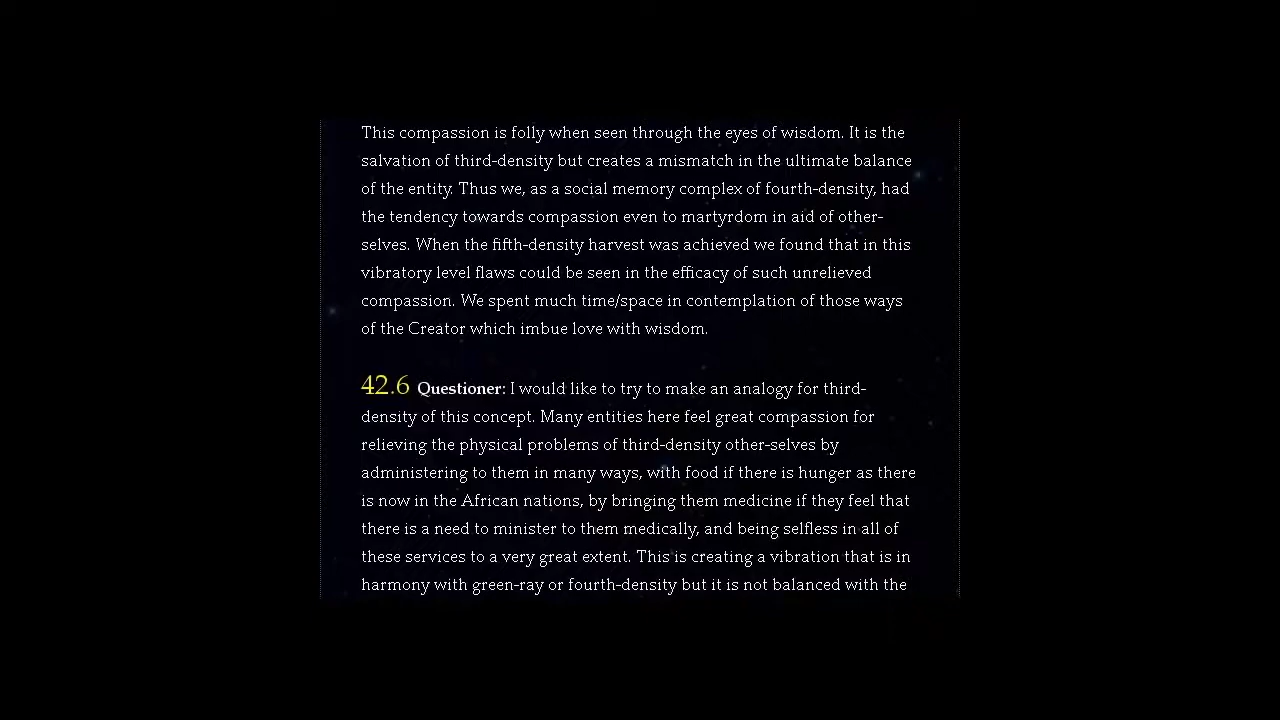 This compassion is folly when seen through the eyes of wisdom. It is the
salvation of third-density but creates a mismatch in the ultimate balance
of the entity. Thus we, as a social memory complex of fourth-density, had
the tendency towards compassion even to martyrdom in aid of other-
selves. When the fifth-density harvest was achieved we found that in this
vibratory level flaws could be seen in the efficacy of such unrelieved
compassion. We spent much time/space in contemplation of those ways
of the Creator which imbue love with wisdom.
42.6 Questioner: I would like to try to make an analogy for third-
density of this concept. Many entities here feel great compassion for
relieving the physical problems of third-density other-selves by
administering to them in many ways, with food if there is hunger as there
is now in the African nations, by bringing them medicine if they feel that
there is a need to minister to them medically, and being selfless in all of
these services to a very great extent. This is creating a vibration that is in
harmony with green-ray or fourth-density but it is not balanced with the